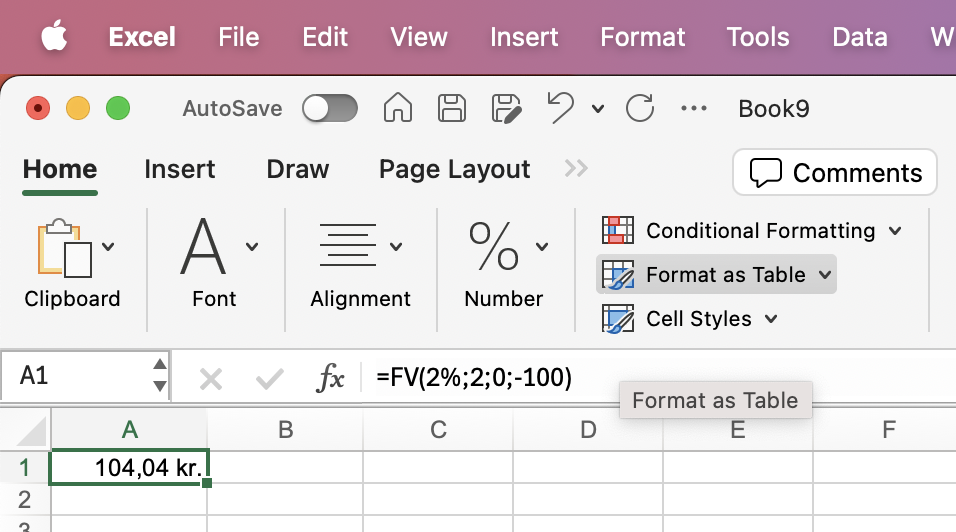 Excel File Edit View Insert Format Tools Data W
AutoSave Book9
Home Insert Draw Page Layout Comments
Conditional Formatting
Format as Table
Cell Styles
Clipboard Font Alignment Number
A1 fx =FV(2%;2;0;-100)
Format as Table
A B C D E F
1 104,04 kr.
2
3